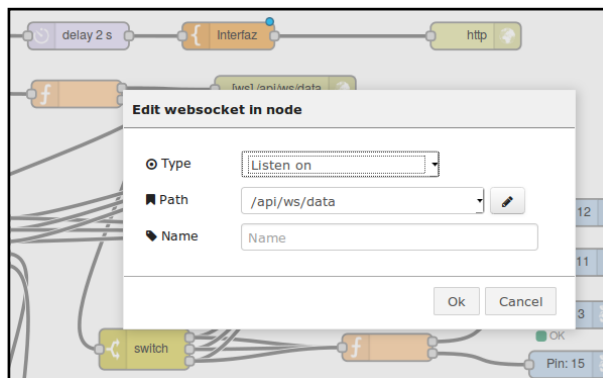 delay 2 s
Interfaz
http
[ws] /api/ws/data
Edit websocket in node
Type
Listen on
Path
/api/ws/data
12
Name
Name
11
Ok
Cancel
3
OK
switch
Pin: 15